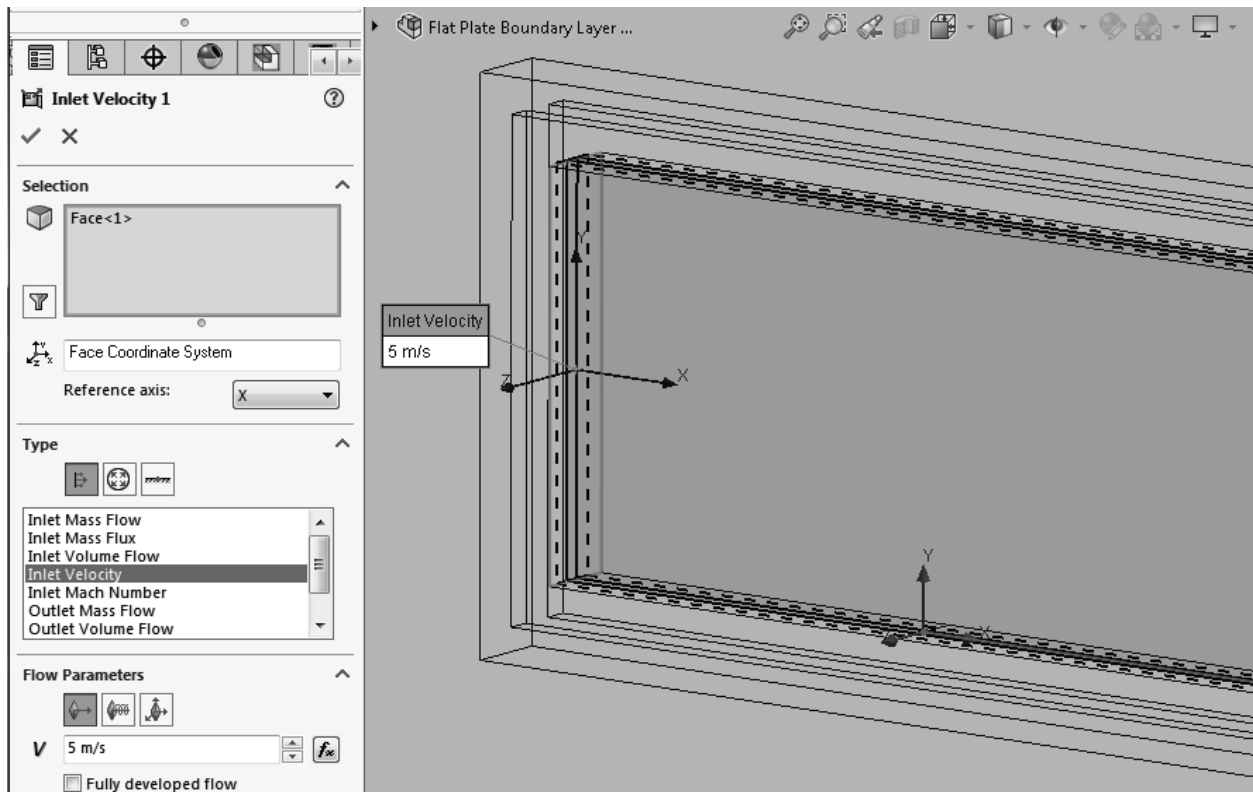 Flat Plate Boundary Layer ...
Inlet Velocity 1
Selection
Face<1>
Face Coordinate System
Reference axis:
X
Type
Inlet Mass Flow
Inlet Mass Flux
Inlet Volume Flow
Inlet Velocity
Inlet Mach Number
Outlet Mass Flow
Outlet Volume Flow
Flow Parameters
V
5 m/s
fx
Fully developed flow
Y
Inlet Velocity
5 m/s
Z
X
Y
X